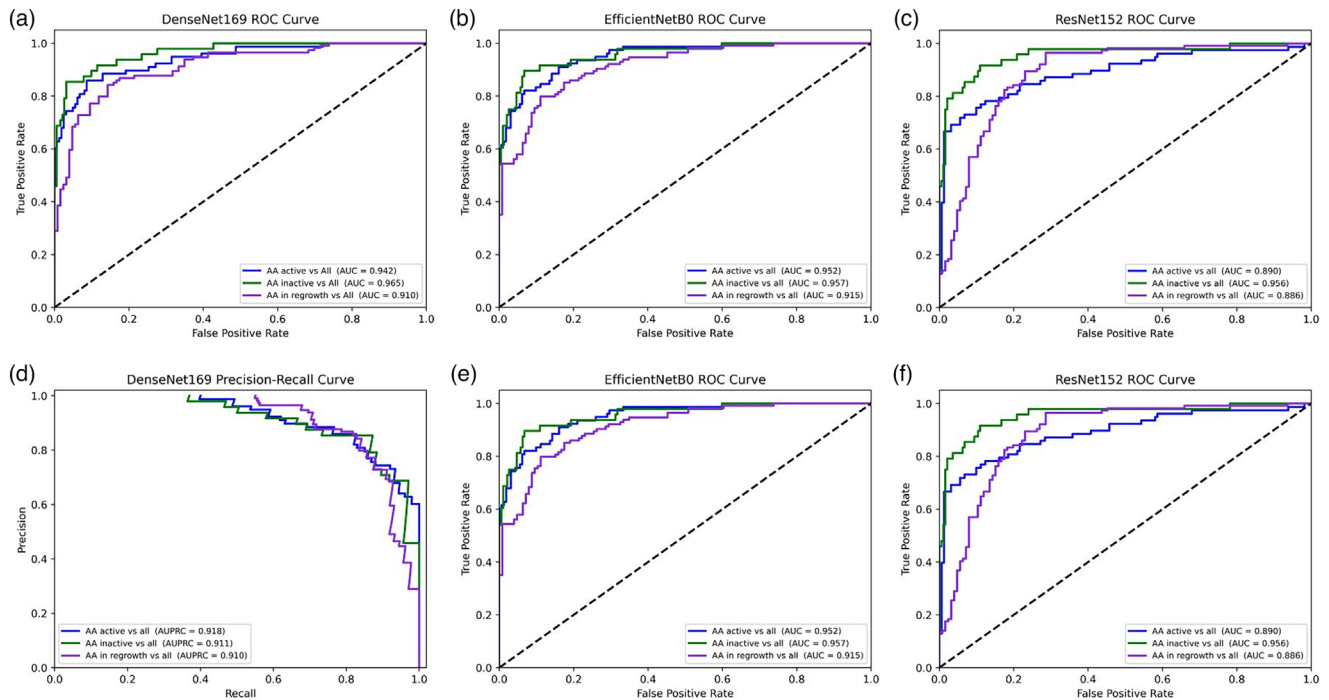 (a)
DenseNet169 ROC Curve
True Positive Rate
1.0
0.8
0.6
0.4
0.2
0.0
AA active vs All (AUC = 0.942)
AA inactive vs All (AUC = 0.965)
AA in regrowth vs All (AUC = 0.910)
0.0 0.2 0.4 0.6 0.8 1.0
False Positive Rate
(b)
EfficientNetB0 ROC Curve
True Positive Rate
1.0
0.8
0.6
0.4
0.2
0.0
AA active vs all (AUC = 0.952)
AA inactive vs all (AUC = 0.957)
AA in regrowth vs all (AUC = 0.915)
0.0 0.2 0.4 0.6 0.8 1.0
False Positive Rate
(c)
ResNet152 ROC Curve
True Positive Rate
1.0
0.8
0.6
0.4
0.2
0.0
AA active vs all (AUC = 0.890)
AA inactive vs all (AUC = 0.956)
AA in regrowth vs all (AUC = 0.886)
0.0 0.2 0.4 0.6 0.8 1.0
False Positive Rate
(d)
DenseNet169 Precision-Recall Curve
Precision
1.0
0.8
0.6
0.4
0.2
0.0
AA active vs all (AUPRC = 0.918)
AA inactive vs all (AUPRC = 0.911)
AA in regrowth vs all (AUPRC = 0.910)
0.0 0.2 0.4 0.6 0.8 1.0
Recall
(e)
EfficientNetB0 ROC Curve
True Positive Rate
1.0
0.8
0.6
0.4
0.2
0.0
AA active vs all (AUC = 0.952)
AA inactive vs all (AUC = 0.957)
AA in regrowth vs all (AUC = 0.915)
0.0 0.2 0.4 0.6 0.8 1.0
False Positive Rate
(f)
ResNet152 ROC Curve
True Positive Rate
1.0
0.8
0.6
0.4
0.2
0.0
AA active vs all (AUC = 0.890)
AA inactive vs all (AUC = 0.956)
AA in regrowth vs all (AUC = 0.886)
0.0 0.2 0.4 0.6 0.8 1.0
False Positive Rate